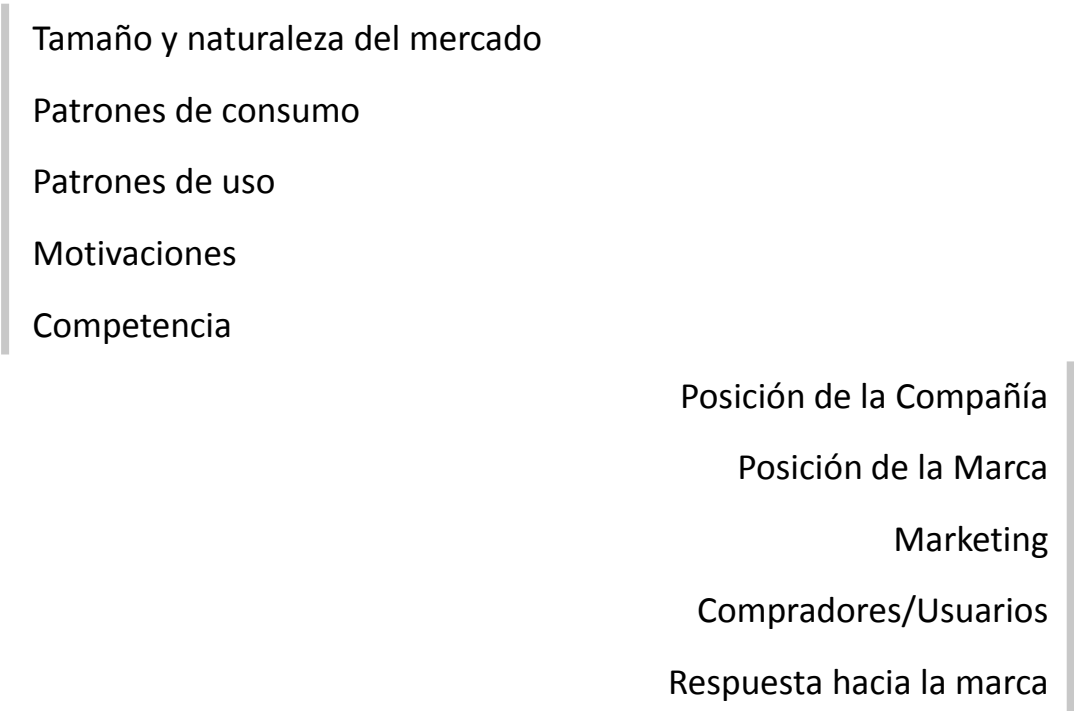 Tamaño y naturaleza del mercado
Patrones de consumo
Patrones de uso
Motivaciones
Competencia
Posición de la Compañía
Posición de la Marca
Marketing
Compradores/Usuarios
Respuesta hacia la marca